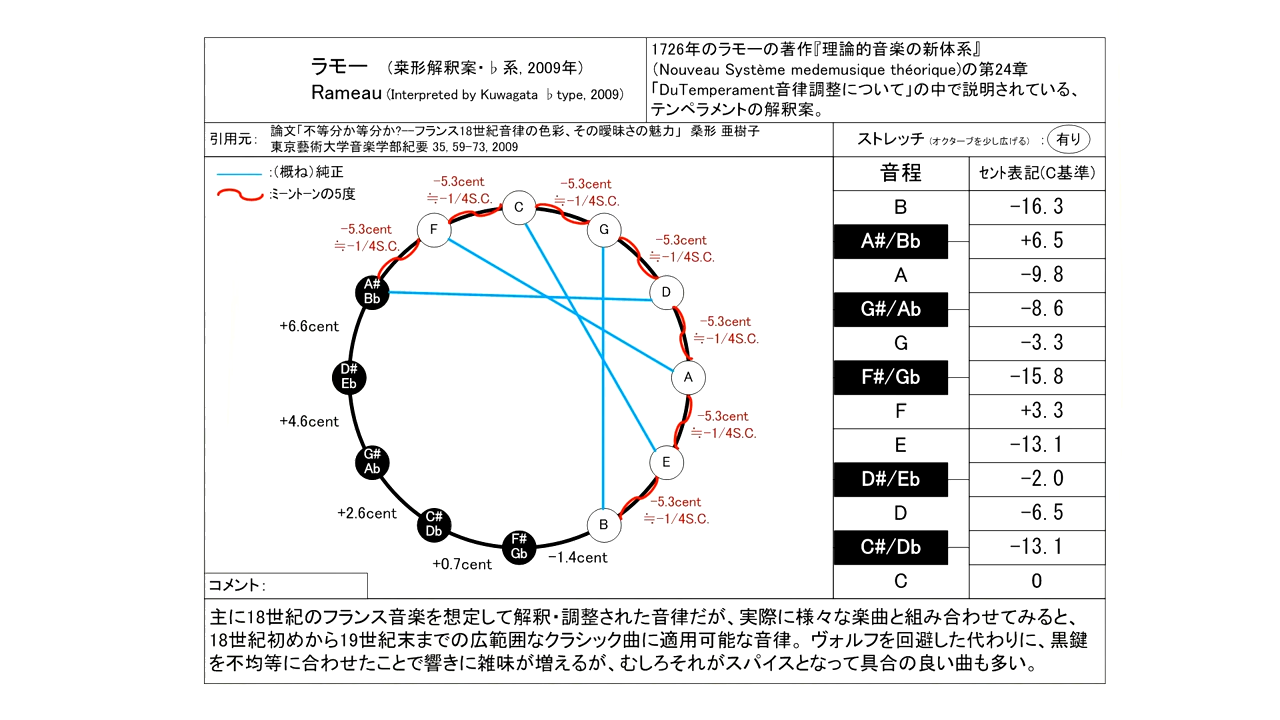 ラモー （桒形解釈案・♭系, 2009年）
Rameau (Interpreted by Kuwagata ♭type, 2009)
1726年のラモーの著作『理論的音楽の新体系』
（Nouveau Système medemusique théorique)の第24章
「DuTemperament音律調整について」の中で説明されている、
テンペラメントの解釈案。
引用元： 論文「不等分か等分か?––フランス18世紀音律の色彩、その曖昧さの魅力」 桒形 亜樹子
東京藝術大学音楽学部紀要 35, 59-73, 2009
ストレッチ （オクターブを少し広げる） ： 有り
：（概ね）純正
：ミーントーンの5度
-5.3cent
≒-1/4S.C.
-5.3cent
≒-1/4S.C.
-5.3cent
≒-1/4S.C.
-5.3cent
≒-1/4S.C.
-5.3cent
≒-1/4S.C.
-5.3cent
≒-1/4S.C.
-5.3cent
≒-1/4S.C.
C
G
D
A
E
B
F#
Gb
C#
Db
G#
Ab
D#
Eb
A#
Bb
F
+6.6cent
+4.6cent
+2.6cent
+0.7cent
-1.4cent
音程 セント表記(C基準)
B -16.3
A#/Bb +6.5
A -9.8
G#/Ab -8.6
G -3.3
F#/Gb -15.8
F +3.3
E -13.1
D#/Eb -2.0
D -6.5
C#/Db -13.1
C 0
コメント：
主に18世紀のフランス音楽を想定して解釈・調整された音律だが、実際に様々な楽曲と組み合わせてみると、
18世紀初めから19世紀末までの広範囲なクラシック曲に適用可能な音律。ヴォルフを回避した代わりに、黒鍵
を不均等に合わせたことで響きに雑味が増えるが、むしろそれがスパイスとなって具合の良い曲も多い。